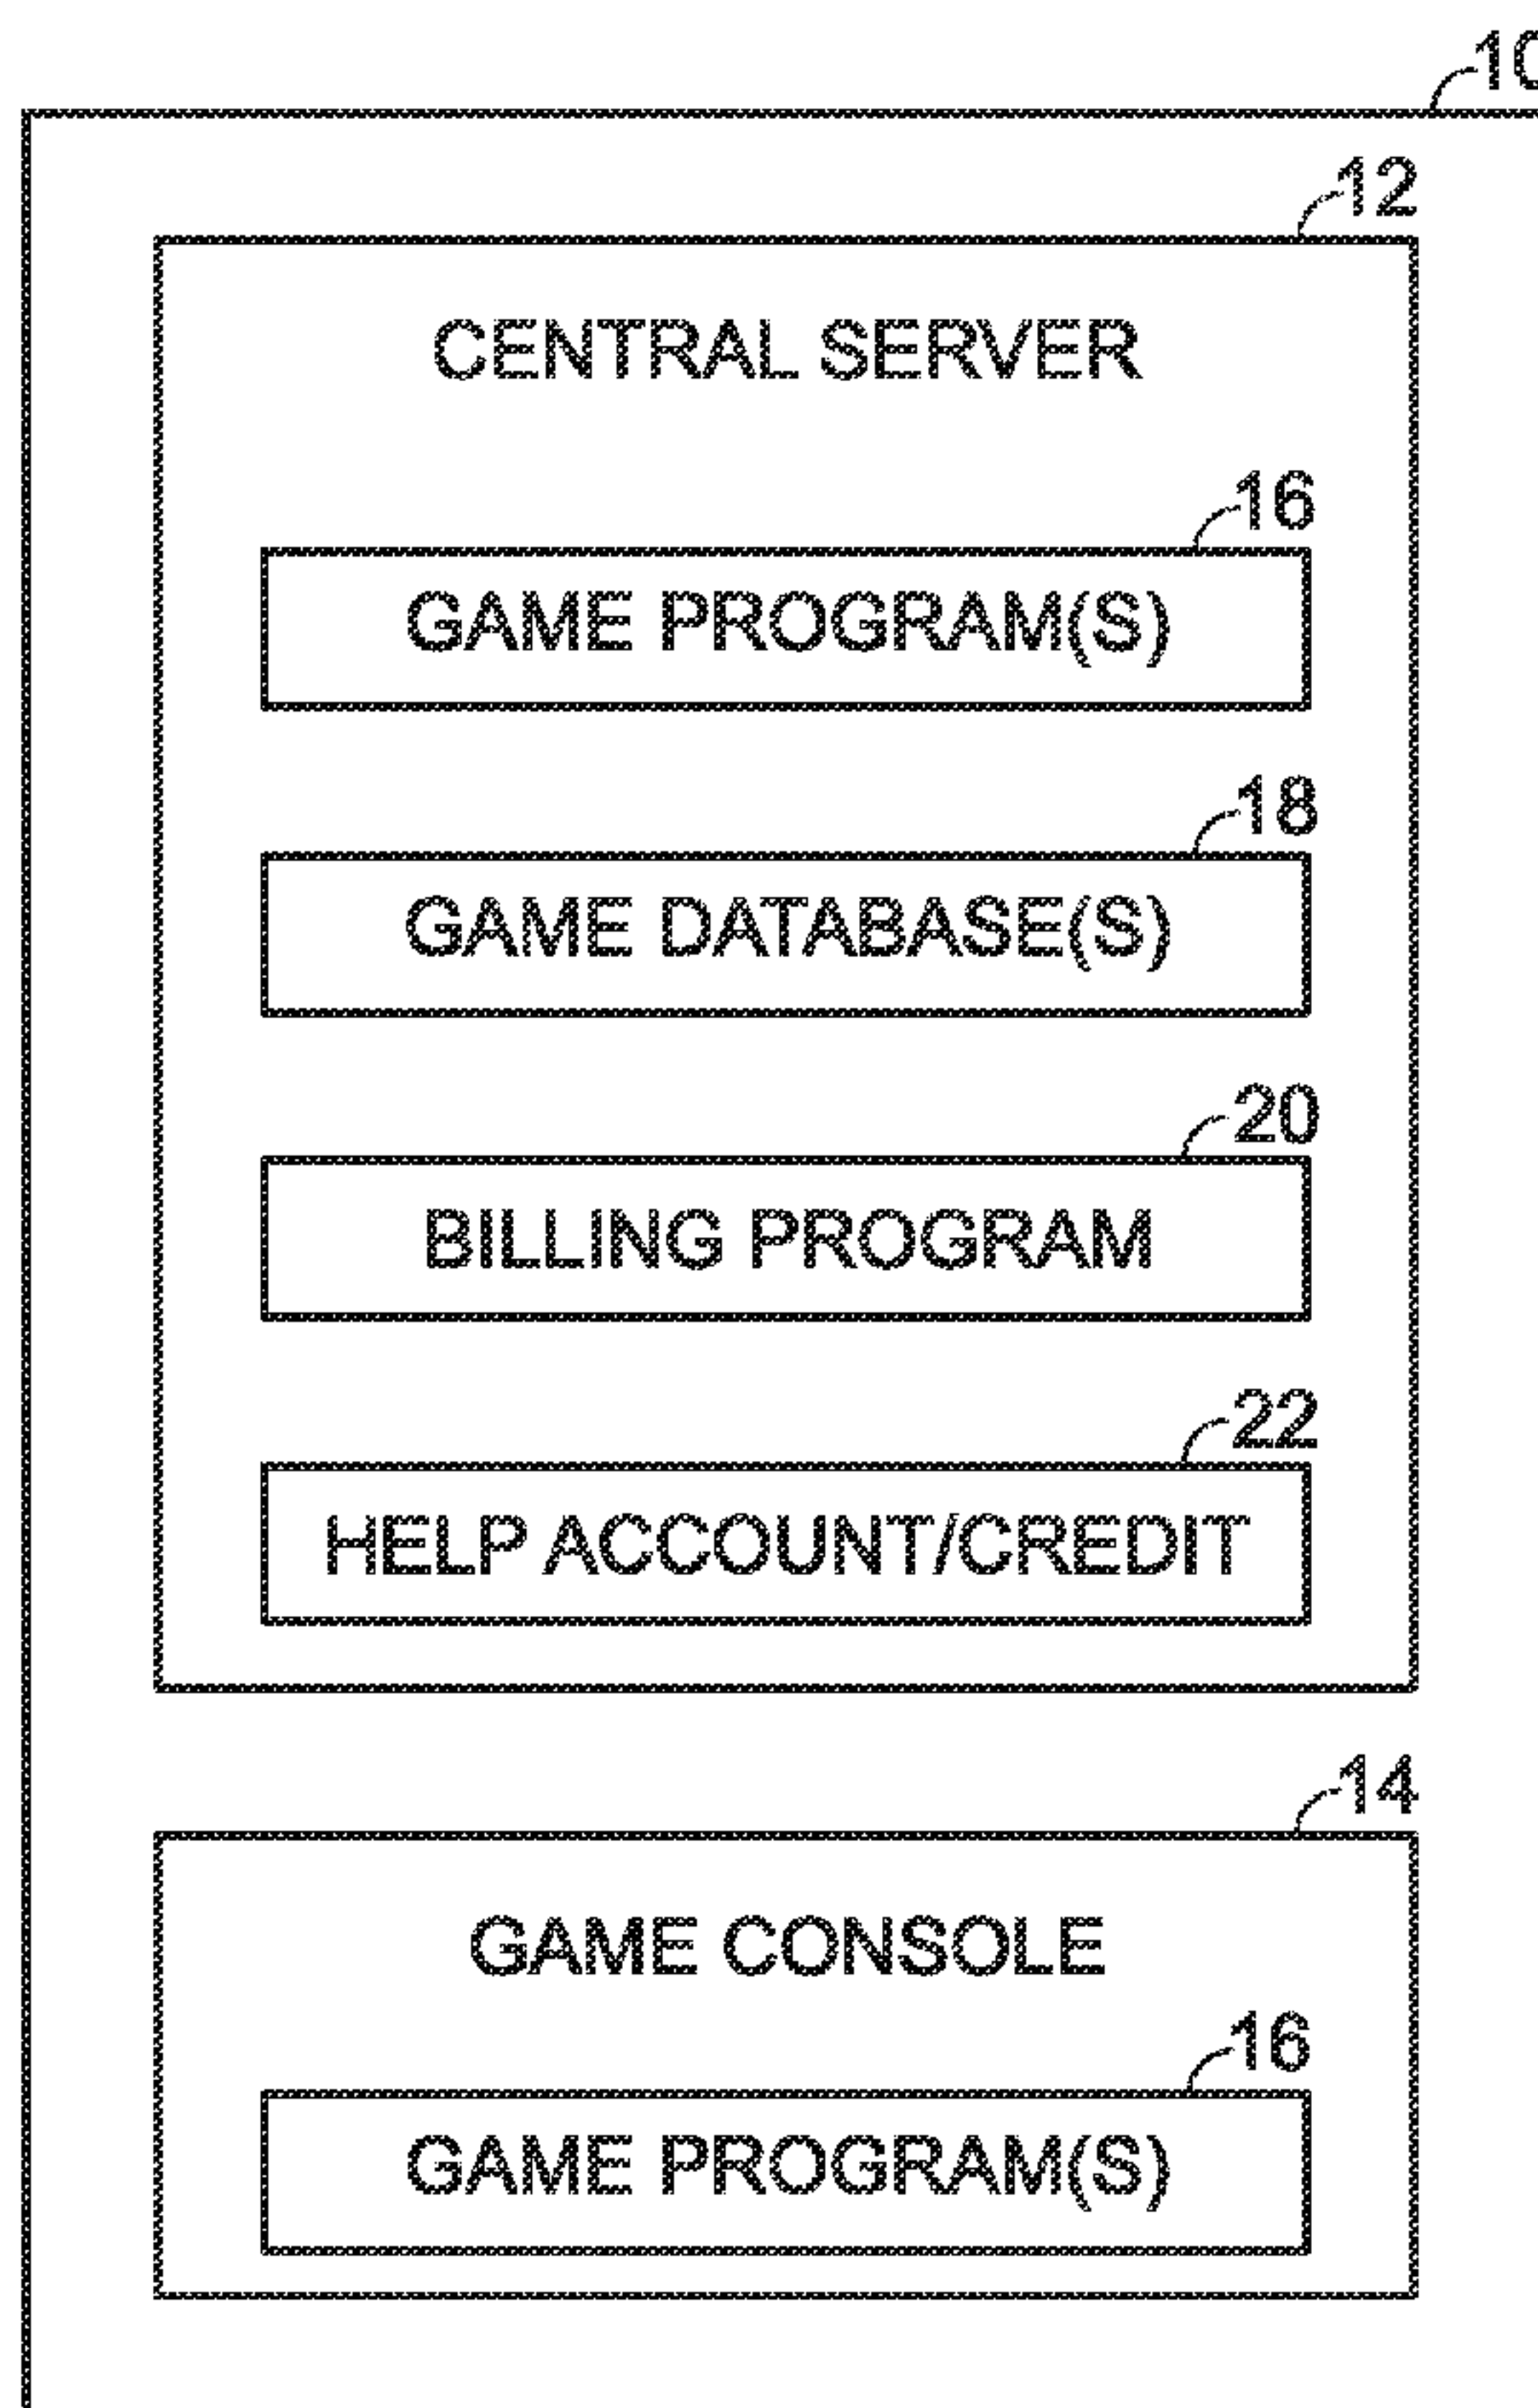 10
12
CENTRAL SERVER
16
GAME PROGRAM(S)
18
GAME DATABASE(S)
20
BILLING PROGRAM
22
HELP ACCOUNT/CREDIT
14
GAME CONSOLE
16
GAME PROGRAM(S)